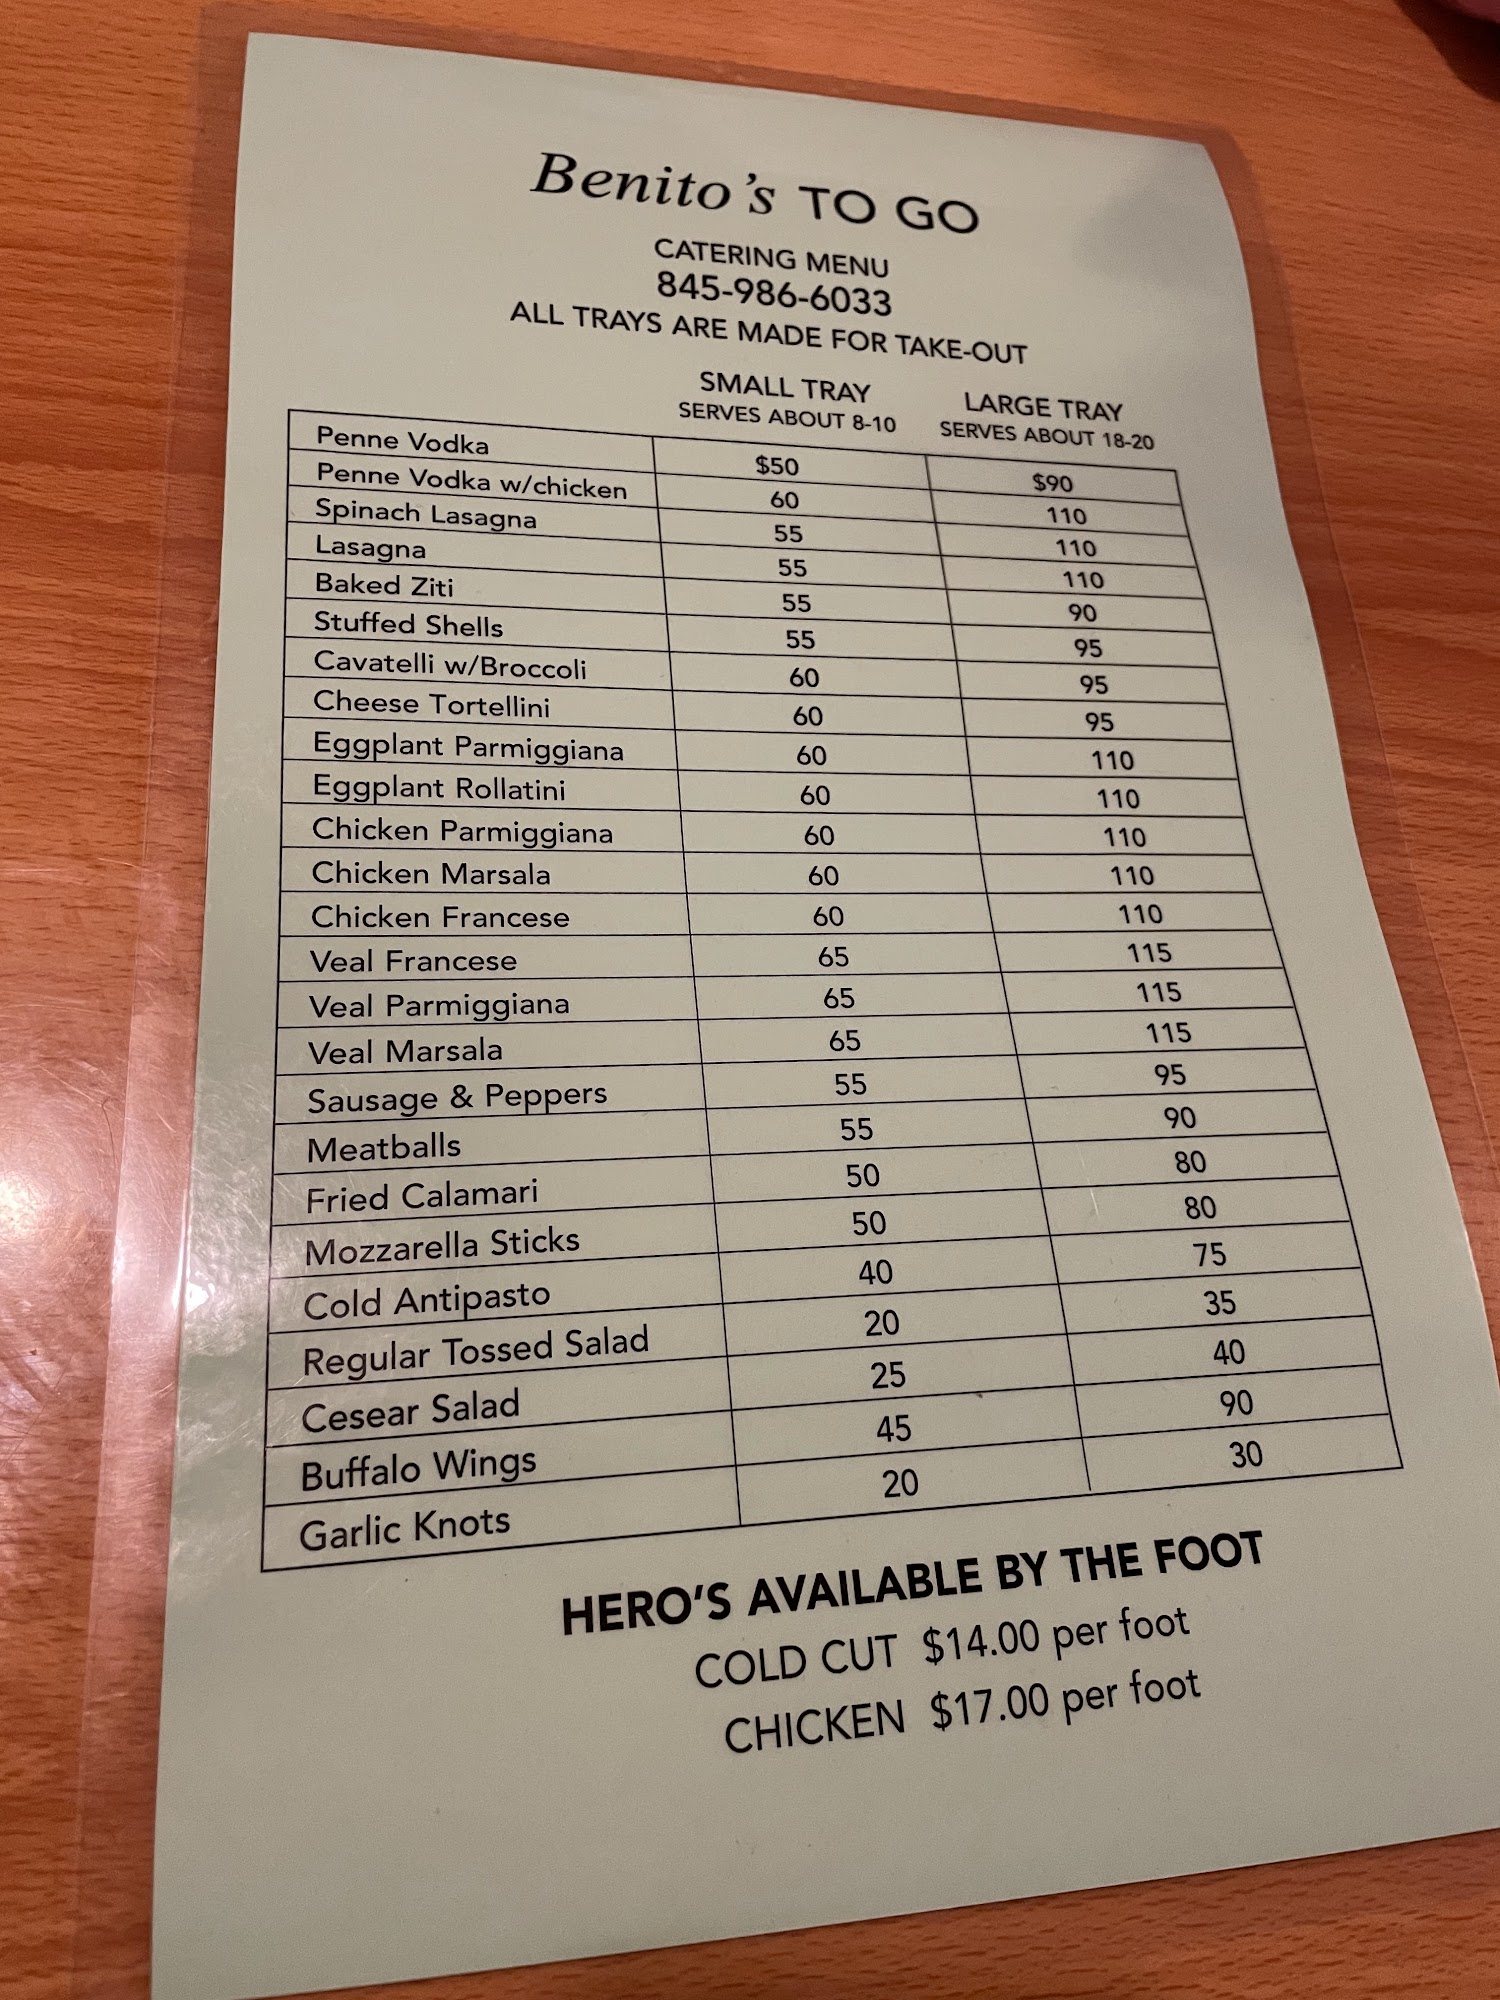 Benito's TO GO
CATERING MENU
845-986-6033
ALL TRAYS ARE MADE FOR TAKE-OUT
SMALL TRAY LARGE TRAY
SERVES ABOUT 8-10 SERVES ABOUT 18-20
Penne Vodka $50 $90
Penne Vodka w/chicken 60 110
Spinach Lasagna 55 110
Lasagna 55 110
Baked Ziti 55 90
Stuffed Shells 55 95
Cavatelli w/Broccoli 60 95
Cheese Tortellini 60 95
Eggplant Parmiggiana 60 110
Eggplant Rollatini 60 110
Chicken Parmiggiana 60 110
Chicken Marsala 60 110
Chicken Francese 60 110
Veal Francese 65 115
Veal Parmiggiana 65 115
Veal Marsala 65 115
Sausage & Peppers 55 95
Meatballs 55 90
Fried Calamari 50 80
Mozzarella Sticks 50 80
Cold Antipasto 40 75
Regular Tossed Salad 20 35
Cesear Salad 25 40
Buffalo Wings 45 90
Garlic Knots 20 30
HERO'S AVAILABLE BY THE FOOT
COLD CUT $14.00 per foot
CHICKEN $17.00 per foot